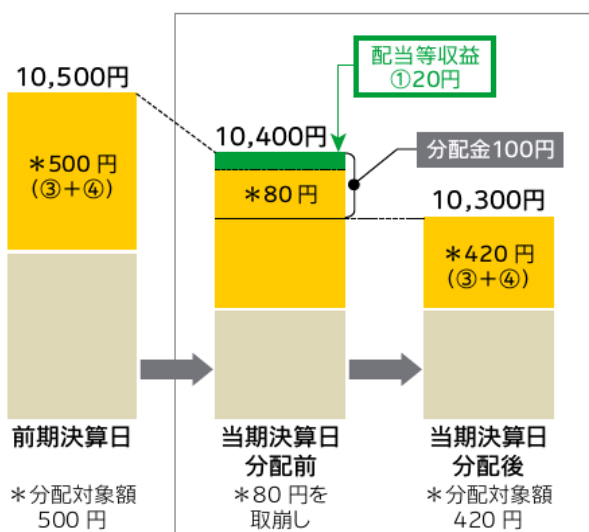 配当等収益
①20円
10,500円
10,400円
分配金100円
＊500 円
(③＋④)
＊80 円
10,300円
＊420 円
(③＋④)
前期決算日
当期決算日
分配前
当期決算日
分配後
＊分配対象額
500 円
＊80 円を
取崩し
＊分配対象額
420 円